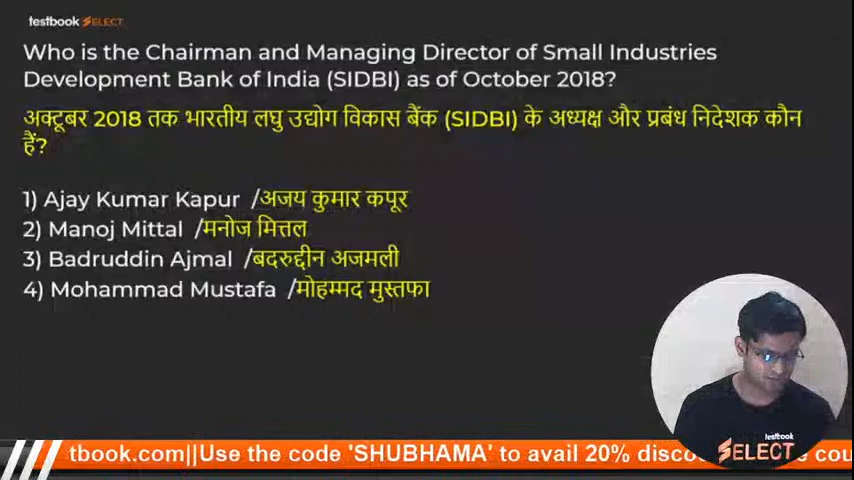 testbook SELECT
Who is the Chairman and Managing Director of Small Industries
Development Bank of India (SIDBI) as of October 2018?
अक्टूबर 2018 तक भारतीय लघु उद्योग विकास बैंक (SIDBI) के अध्यक्ष और प्रबंध निदेशक कौन
हैं?
1) Ajay Kumar Kapur /अजय कुमार कपूर
2) Manoj Mittal /मनोज मित्तल
3) Badruddin Ajmal /बदरुद्दीन अजमली
4) Mohammad Mustafa /मोहम्मद मुस्तफा
testbook
SELECT
tbook.com||Use the code 'SHUBHAMA' to avail 20% disco e cou